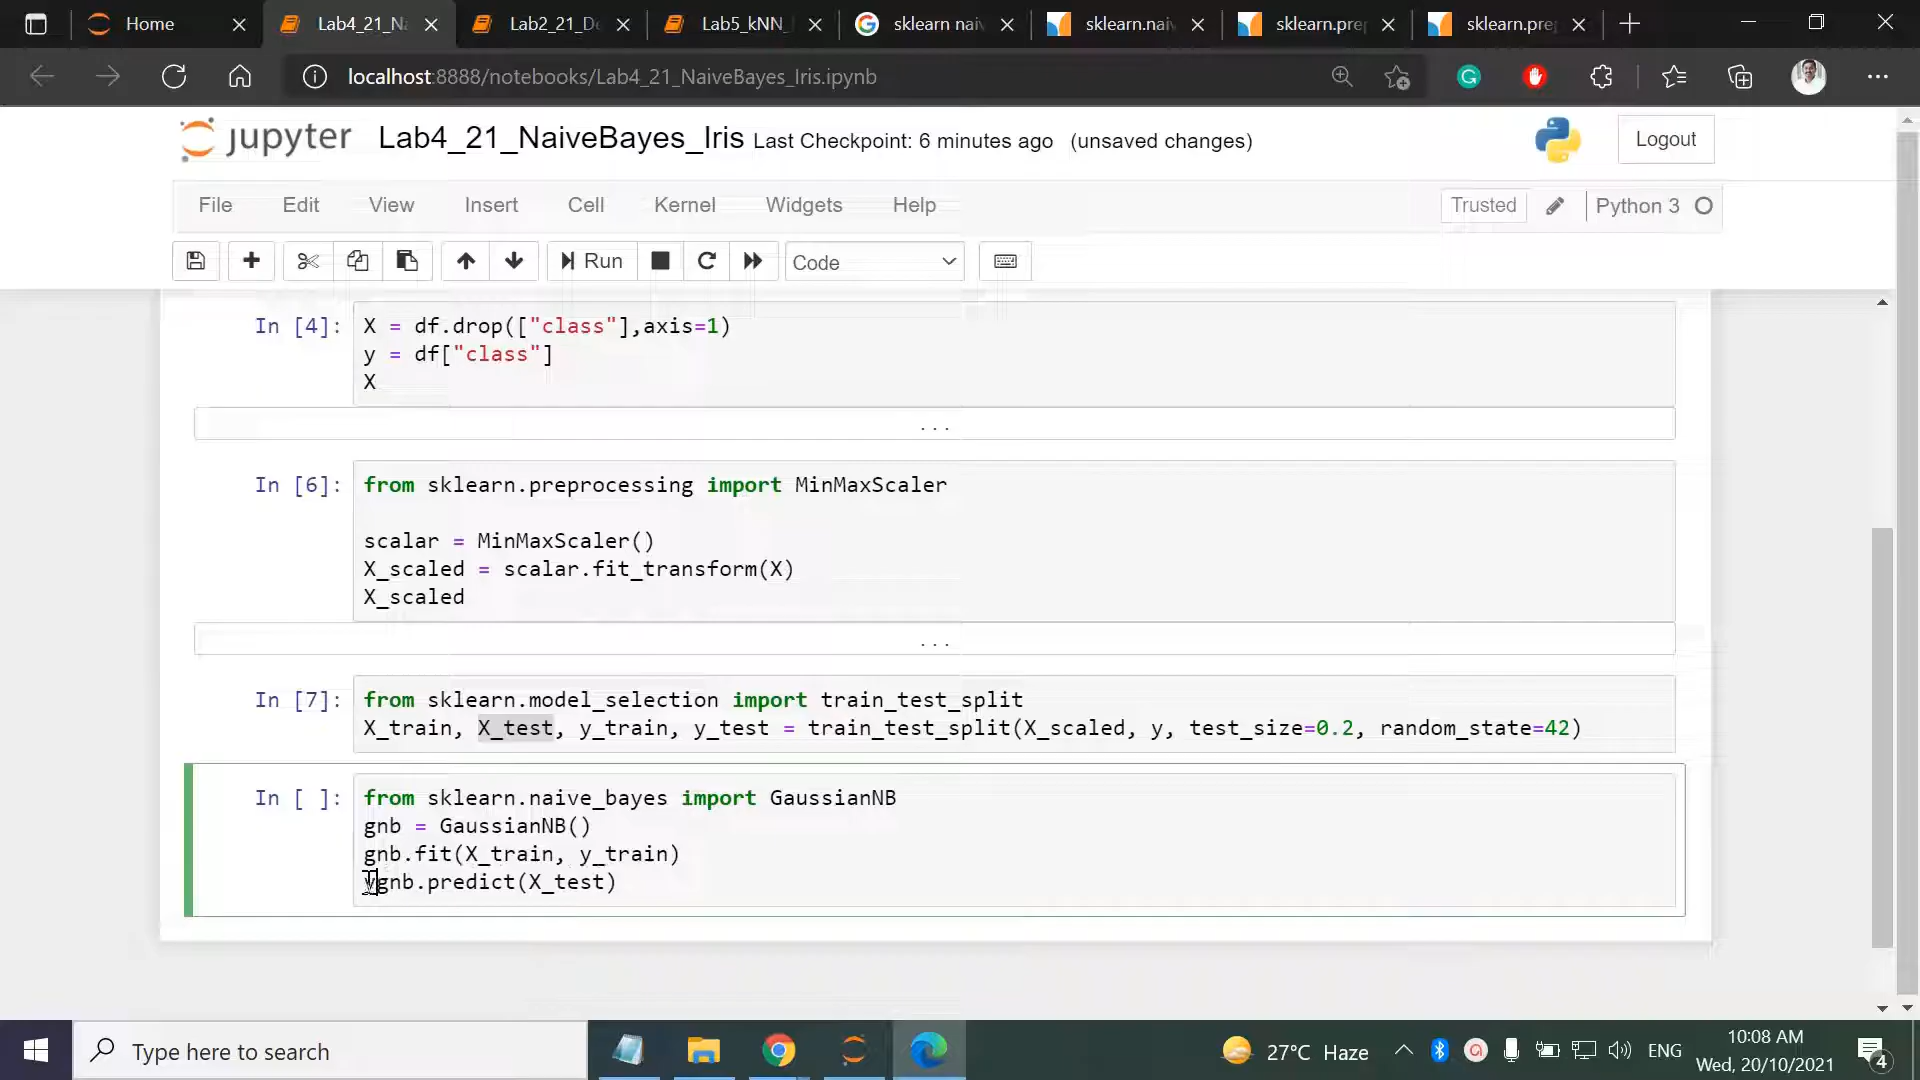 Home
Lab4_21_Na
Lab2_21_De
Lab5_kNN_
sklearn nai
sklearn.nai
sklearn.pre
sklearn.pre
localhost:8888/notebooks/Lab4_21_NaiveBayes_Iris.ipynb
jupyter Lab4_21_NaiveBayes_Iris Last Checkpoint: 6 minutes ago (unsaved changes)
Logout
File Edit View Insert Cell Kernel Widgets Help
Trusted
Python 3
Run
Code
In [4]: X = df.drop(["class"],axis=1)
y = df["class"]
X
...
In [6]: from sklearn.preprocessing import MinMaxScaler
scalar = MinMaxScaler()
X_scaled = scalar.fit_transform(X)
X_scaled
...
In [7]: from sklearn.model_selection import train_test_split
X_train, X_test, y_train, y_test = train_test_split(X_scaled, y, test_size=0.2, random_state=42)
In [ ]: from sklearn.naive_bayes import GaussianNB
gnb = GaussianNB()
gnb.fit(X_train, y_train)
ygnb.predict(X_test)
Type here to search
27°C Haze
ENG
10:08 AM
Wed, 20/10/2021
4